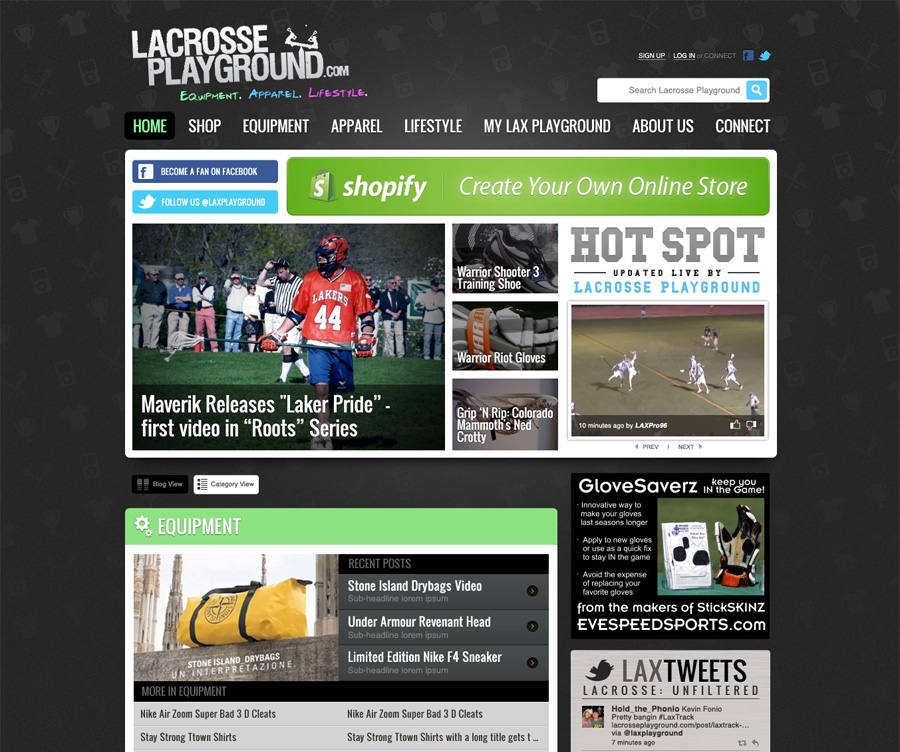 LACROSSE
PLAYGROUND.COM
EQUIPMENT. APPAREL. LIFESTYLE.
SIGN UP | LOG IN or CONNECT
Search Lacrosse Playground
HOME SHOP EQUIPMENT APPAREL LIFESTYLE MY LAX PLAYGROUND ABOUT US CONNECT
BECOME A FAN ON FACEBOOK
FOLLOW US @LAXPLAYGROUND
shopify Create Your Own Online Store
LAKERS
44
Maverik Releases "Laker Pride” -
first video in “Roots” Series
Warrior Shooter 3
Training Shoe
Warrior Riot Gloves
Grip 'N Rip: Colorado
Mammoth's Ned
Crotty
HOT SPOT
UPDATED LIVE BY
LACROSSE PLAYGROUND
10 minutes ago by LAXPro96
PREV | NEXT
Blog View
Category View
EQUIPMENT
STONE ISLAND_DRYBAGS
UN'INTERPRETAZIONE.
RECENT POSTS
Stone Island Drybags Video
Sub-headline lorem ipsum
Under Armour Revenant Head
Sub-headline lorem ipsum
Limited Edition Nike F4 Sneaker
Sub-headline lorem ipsum
MORE IN EQUIPMENT
Nike Air Zoom Super Bad 3 D Cleats
Nike Air Zoom Super Bad 3 D Cleats
Stay Strong Ttown Shirts
Stay Strong Ttown Shirts with a long title gets t ...
GloveSaverz keep you
IN the Game!
· Innovative way to
make your gloves
last seasons longer
· Apply to new gloves
or use as a quick fix
to stay IN the game
· Avoid the expense
of replacing your
favorite gloves
from the makers of StickSKINZ
EVESPEEDSPORTS.com
LAXTWEETS
LACROSSE: UNFILTERED
Hold_the_Phonio Kevin Fonio
Pretty bangin #LaxTrack
lacrosseplayground.com/post/laxtrack-...
via @laxplayground
7 minutes ago